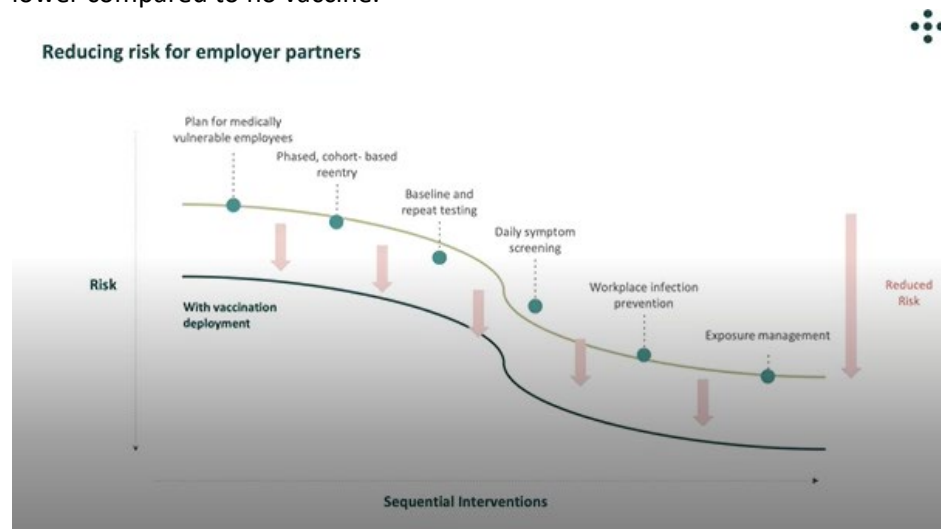 lower compared to no vaccine.
Reducing risk for employer partners
Plan for medically
vulnerable employees
Phased, cohort- based
reentry
Baseline and
repeat testing
Daily symptom
screening
Workplace infection
prevention
Exposure management
Risk
With vaccination
deployment
Reduced
Risk
Sequential Interventions